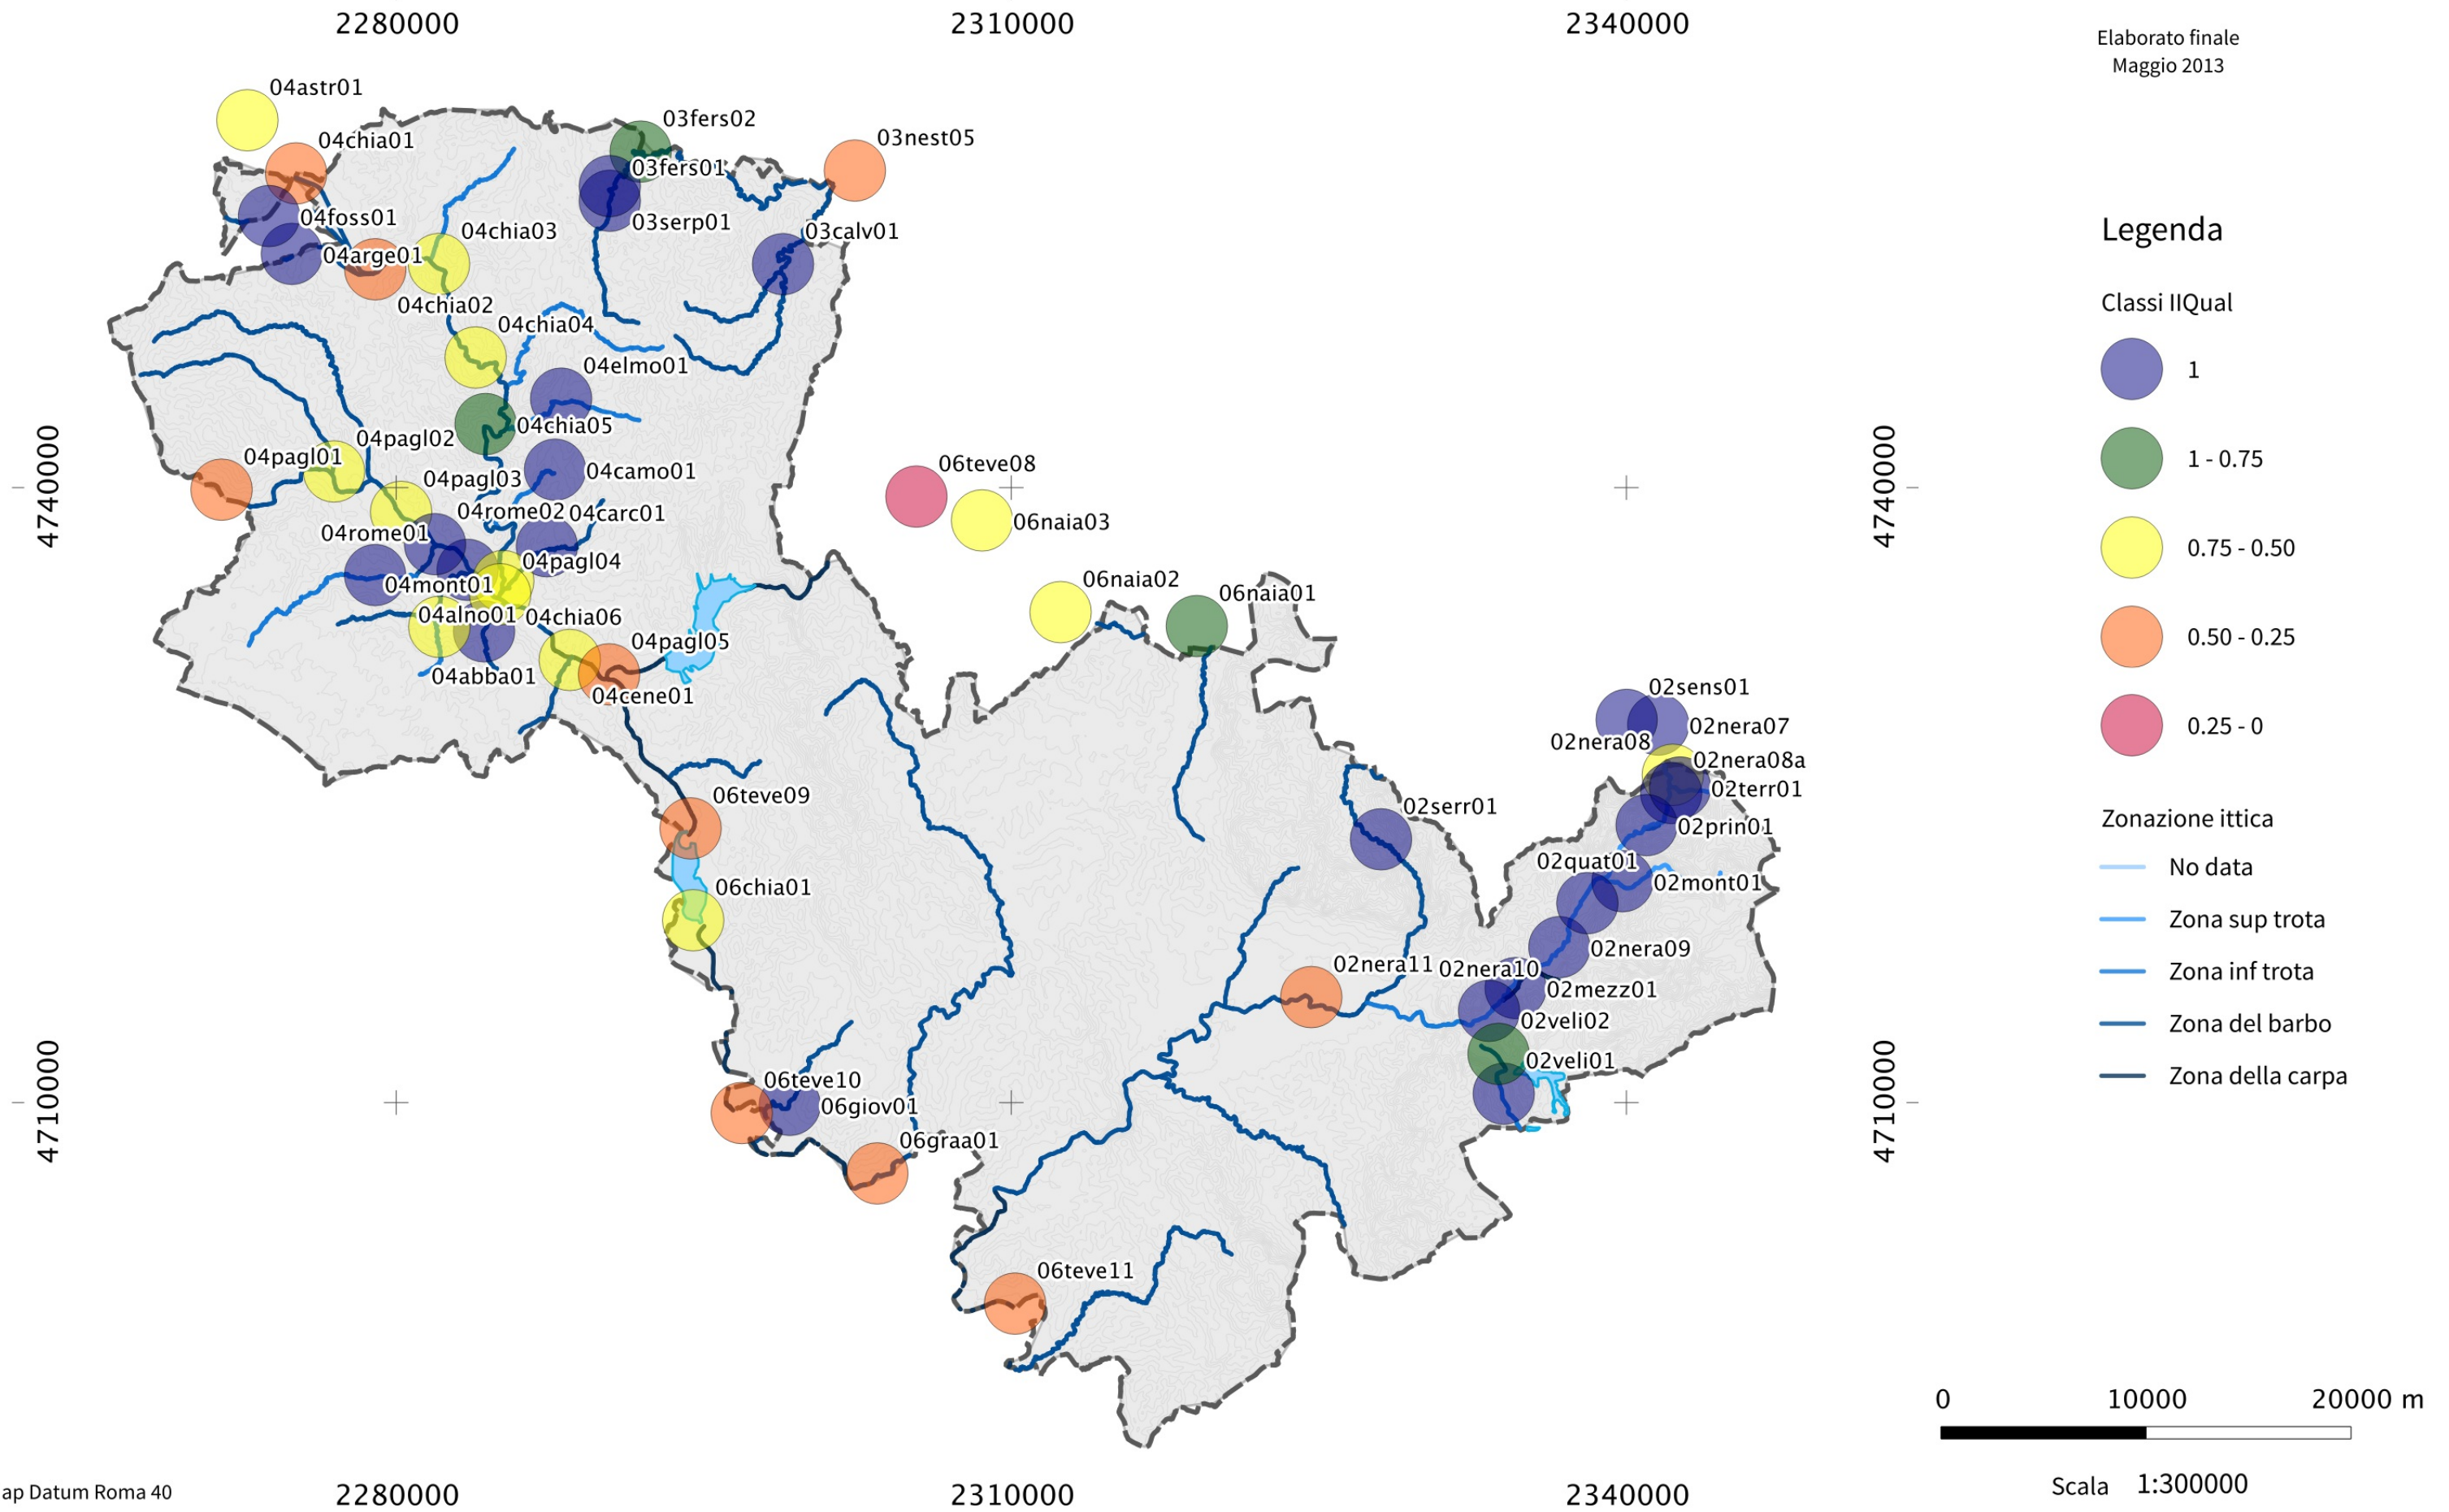 2280000
2310000
2340000
Elaborato finale
Maggio 2013
04astr01
03fers02
04chia01
03nest05
03fers01
04foss01
03serp01
04chia03
03calv01
04arge01
04chia02
04chia04
04elmo01
04chia05
04pagl02
04pagl01
04camo01
04pagl03
04rome02
04carc01
04rome01
04pagl04
04mont01
04alno01
04chia06
04pagl05
04abba01
04cene01
06teve08
06naia03
06naia02
06naia01
02sens01
02nera07
02nera08
02nera08a
02terr01
06teve09
02serr01
02prin01
02quat01
06chia01
02mont01
02nera09
02nera11
02nera10
02mezz01
02veli02
02veli01
06teve10
06giov01
06graa01
06teve11
4740000
4740000
4710000
4710000
Legenda
Classi IIQual
1
1 - 0.75
0.75 - 0.50
0.50 - 0.25
0.25 - 0
Zonazione ittica
No data
Zona sup trota
Zona inf trota
Zona del barbo
Zona della carpa
0 10000 20000 m
Scala 1:300000
ap Datum Roma 40
2280000
2310000
2340000